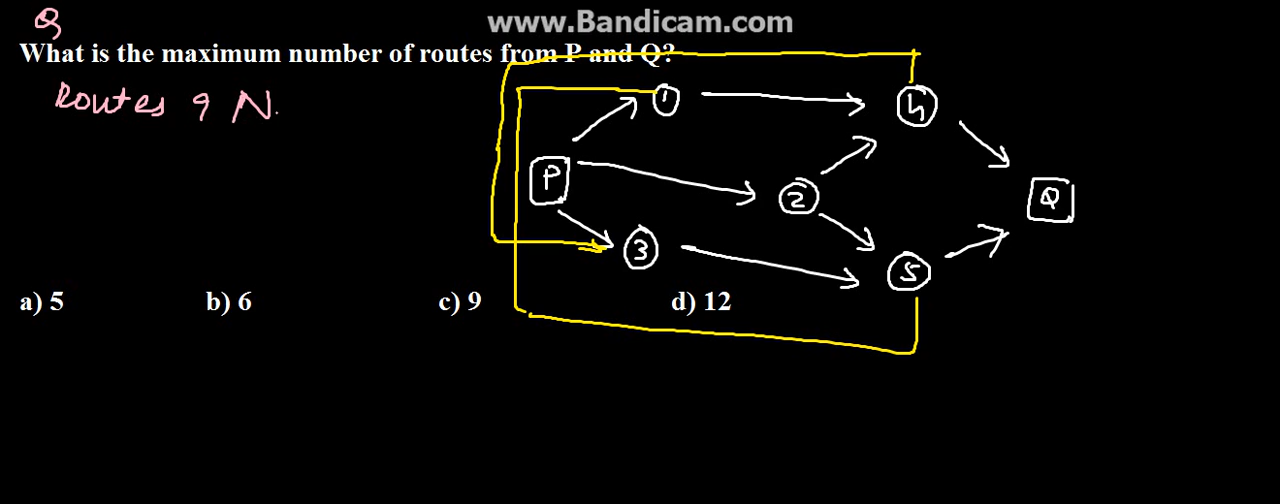 www.Bandicam.com
Q
What is the maximum number of routes from P and Q?
Routes 9 N.
1
4
P
2
Q
3
5
a) 5 b) 6 c) 9 d) 12